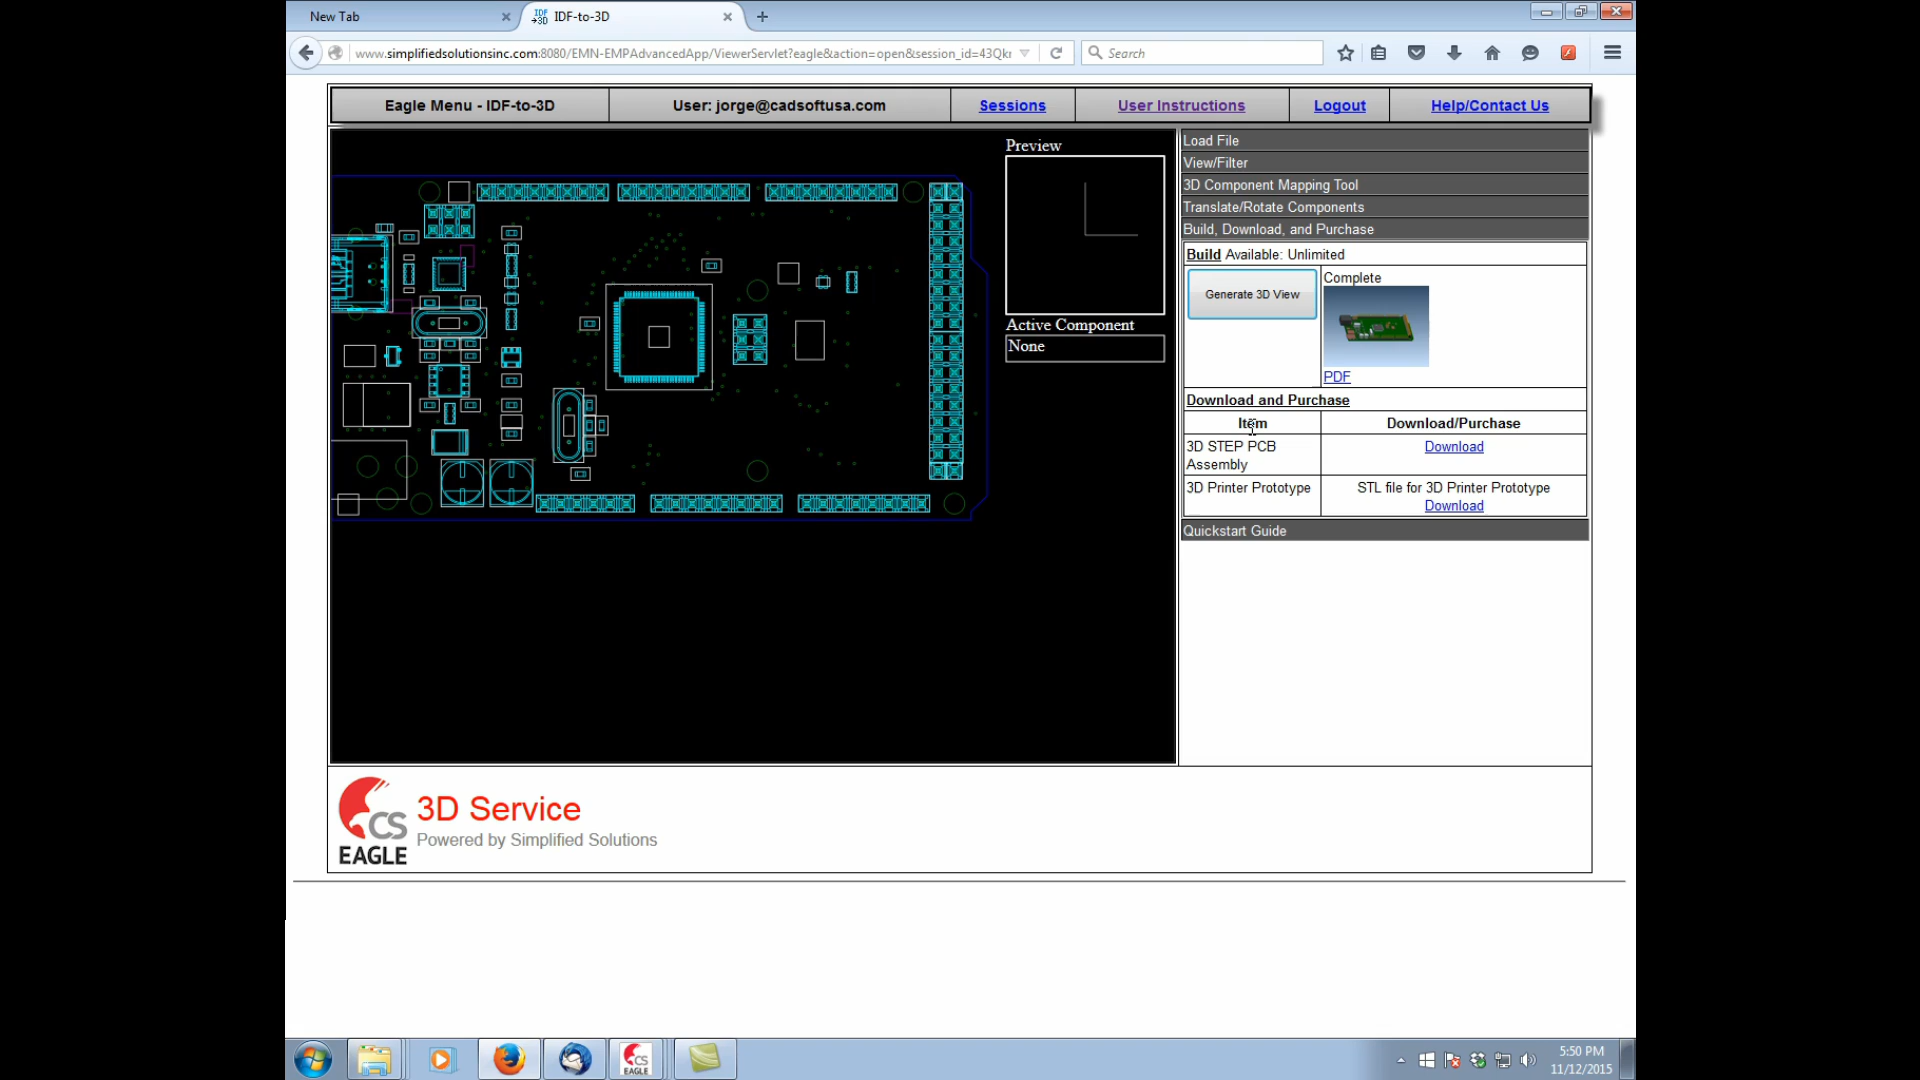 New Tab
IDF-to-3D
www.simplifiedsolutionsinc.com:8080/EMN-EMPAdvancedApp/ViewerServlet?eagle&action=open&session_id=43Qkr
Search
Eagle Menu - IDF-to-3D
User: jorge@cadsoftusa.com
Sessions
User Instructions
Logout
Help/Contact Us
Preview
Active Component
None
Load File
View/Filter
3D Component Mapping Tool
Translate/Rotate Components
Build, Download, and Purchase
Build Available: Unlimited
Generate 3D View
Complete
PDF
Download and Purchase
Item
Download/Purchase
3D STEP PCB
Assembly
Download
3D Printer Prototype
STL file for 3D Printer Prototype
Download
Quickstart Guide
CS
EAGLE
3D Service
Powered by Simplified Solutions
CS
EAGLE
5:50 PM
11/12/2015